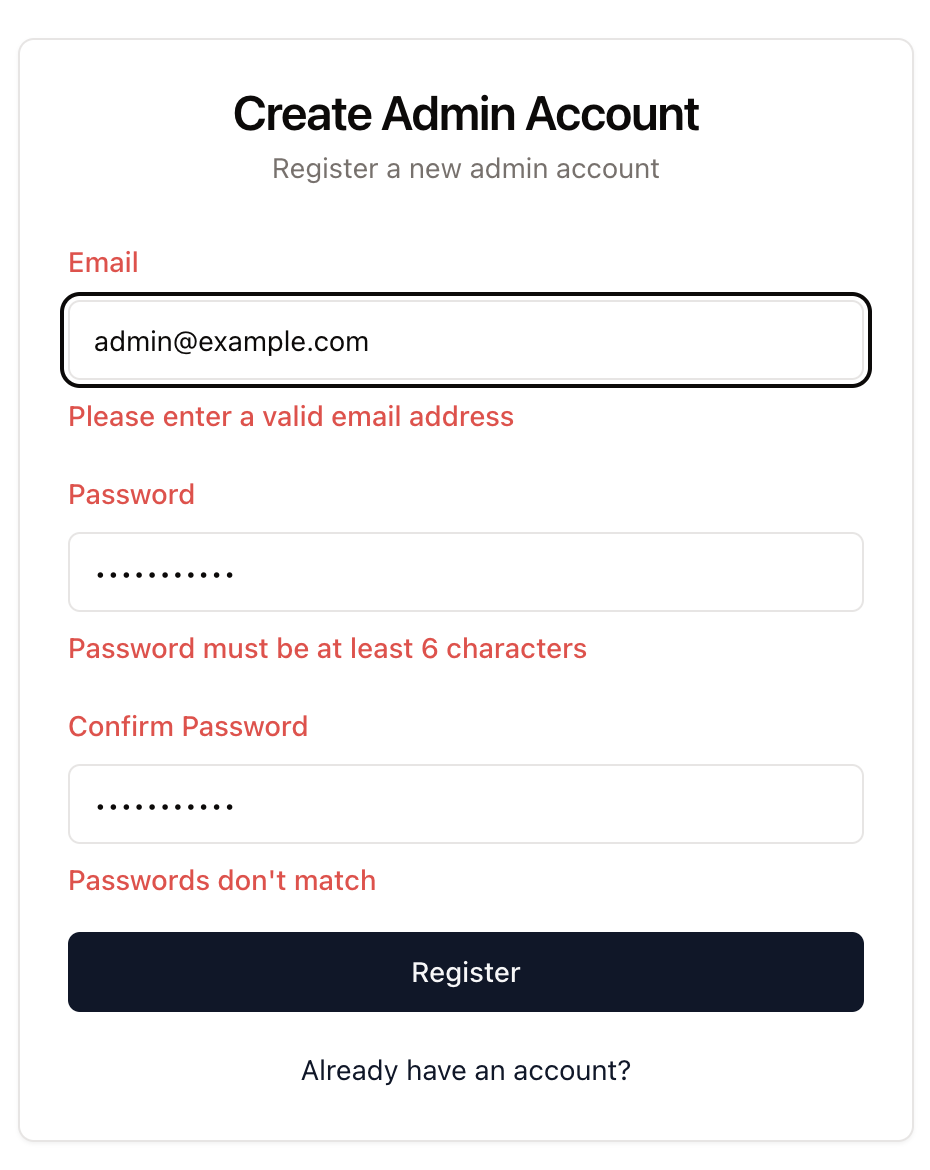 Create Admin Account
Register a new admin account
Email
admin@example.com
Please enter a valid email address
Password
•••••••••••
Password must be at least 6 characters
Confirm Password
•••••••••••
Passwords don't match
Register
Already have an account?